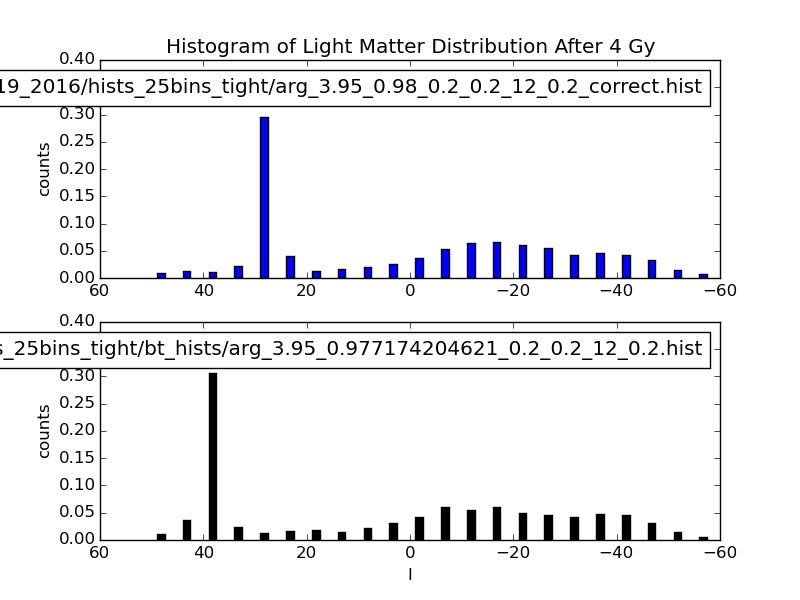 Histogram of Light Matter Distribution After 4 Gy
0.40
19_2016/hists_25bins_tight/arg_3.95_0.98_0.2_0.2_12_0.2_correct.hist
0.30
0.25
counts
0.20
0.15
0.10
0.05
0.00
60 40 20 0 −20 −40 −60
0.40
s_25bins_tight/bt_hists/arg_3.95_0.977174204621_0.2_0.2_12_0.2.hist
0.30
0.25
counts
0.20
0.15
0.10
0.05
0.00
60 40 20 0 −20 −40 −60
l